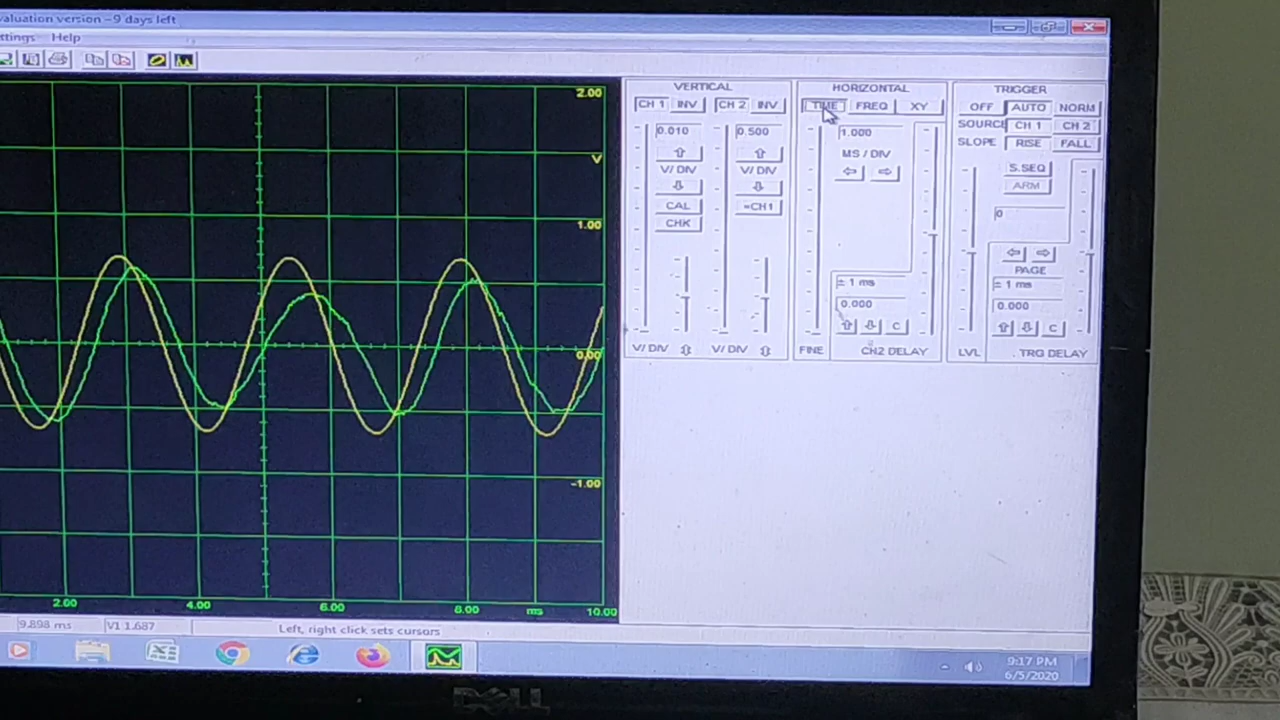 valuation version – 9 days left
ttings Help
VERTICAL
CH 1 INV CH 2 INV
0.010 0.500
V/ DIV V/ DIV
CAL =CH1
CHK
V/ DIV V/ DIV
HORIZONTAL
TIME FREQ XY
1.000
MS / DIV
± 1 ms
0.000
C
FINE CH2 DELAY
TRIGGER
OFF AUTO NORM
SOURCE CH 1 CH 2
SLOPE RISE FALL
S.SEQ
ARM
0
PAGE
± 1 ms
0.000
C
LVL TRG DELAY
2.00
V
1.00
0.00
-1.00
2.00 4.00 6.00 8.00 ms 10.00
9.898 ms V1 1.687 Left, right click sets cursors
9:17 PM
6/5/2020
DELL